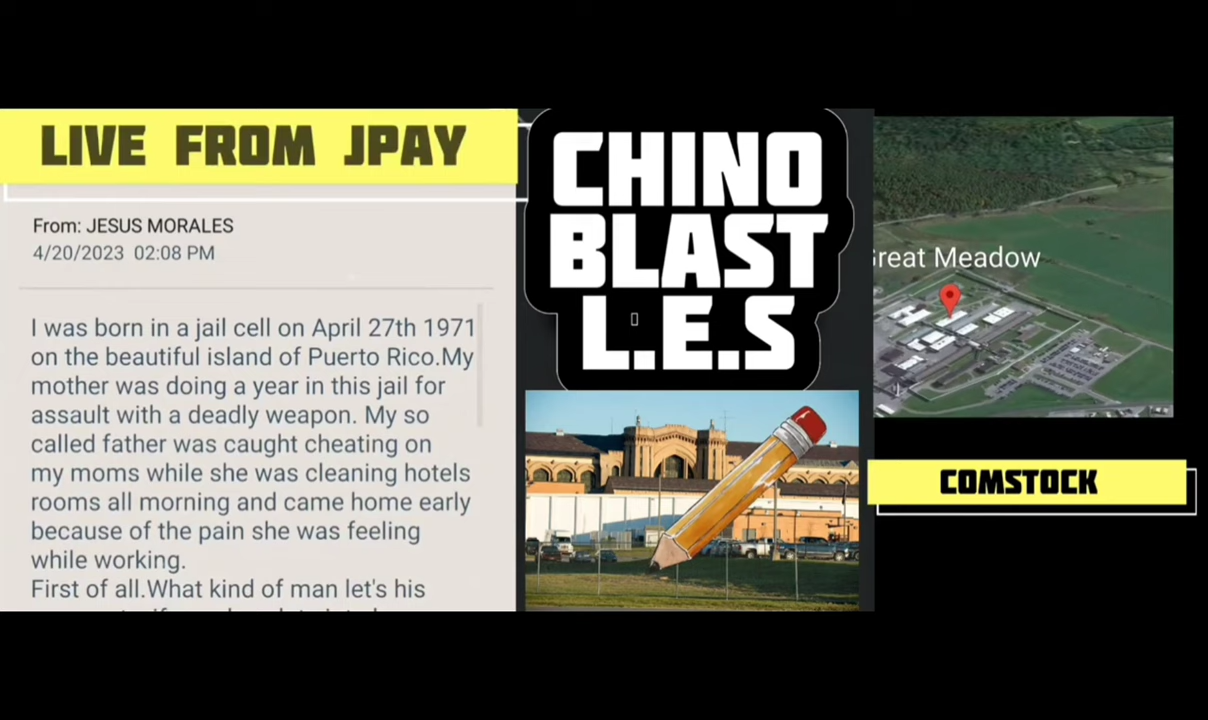 LIVE FROM JPAY
From: JESUS MORALES
4/20/2023 02:08 PM
I was born in a jail cell on April 27th 1971
on the beautiful island of Puerto Rico.My
mother was doing a year in this jail for
assault with a deadly weapon. My so
called father was caught cheating on
my moms while she was cleaning hotels
rooms all morning and came home early
because of the pain she was feeling
while working.
First of all.What kind of man let's his
CHINO
BLAST
L.E.S
Great Meadow
COMSTOCK